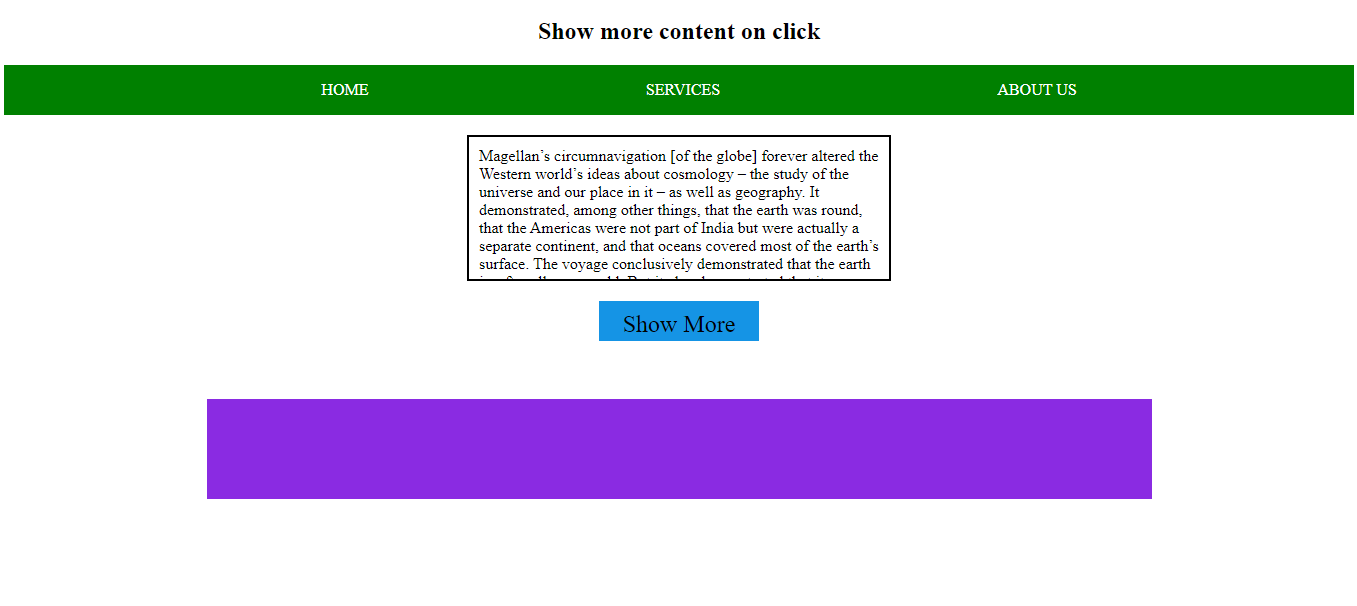 Show more content on click
HOME SERVICES ABOUT US
Magellan’s circumnavigation [of the globe] forever altered the
Western world’s ideas about cosmology – the study of the
universe and our place in it – as well as geography. It
demonstrated, among other things, that the earth was round,
that the Americas were not part of India but were actually a
separate continent, and that oceans covered most of the earth’s
surface. The voyage conclusively demonstrated that the earth
Show More